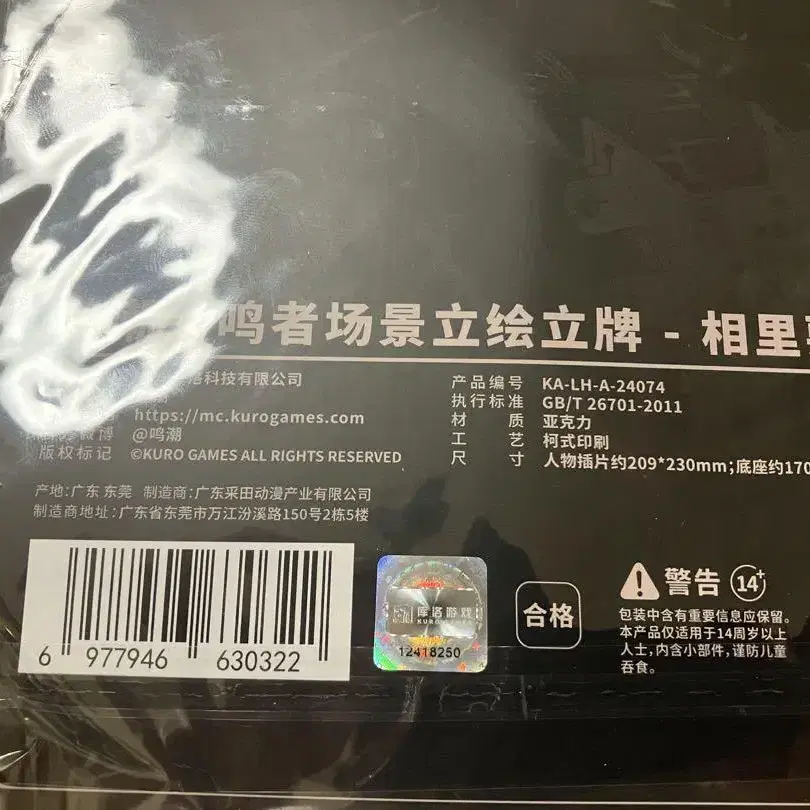 鸣者场景立绘立牌 - 相里
科技有限公司
https://mc.kurogames.com
微博 @鸣潮
版权标记 ©KURO GAMES ALL RIGHTS RESERVED
产品编号 KA-LH-A-24074
执行标准 GB/T 26701-2011
材 质 亚克力
工 艺 柯式印刷
尺 寸 人物插片约209*230mm;底座约170
产地:广东 东莞 制造商:广东采田动漫产业有限公司
制造商地址:广东省东莞市万江汾溪路150号2栋5楼
6 977946 630322
库洛游戏
KURO GAMES
12418250
合格
警告 14+
包装中含有重要信息应保留。
本产品仅适用于14周岁以上
人士,内含小部件,谨防儿童
吞食。